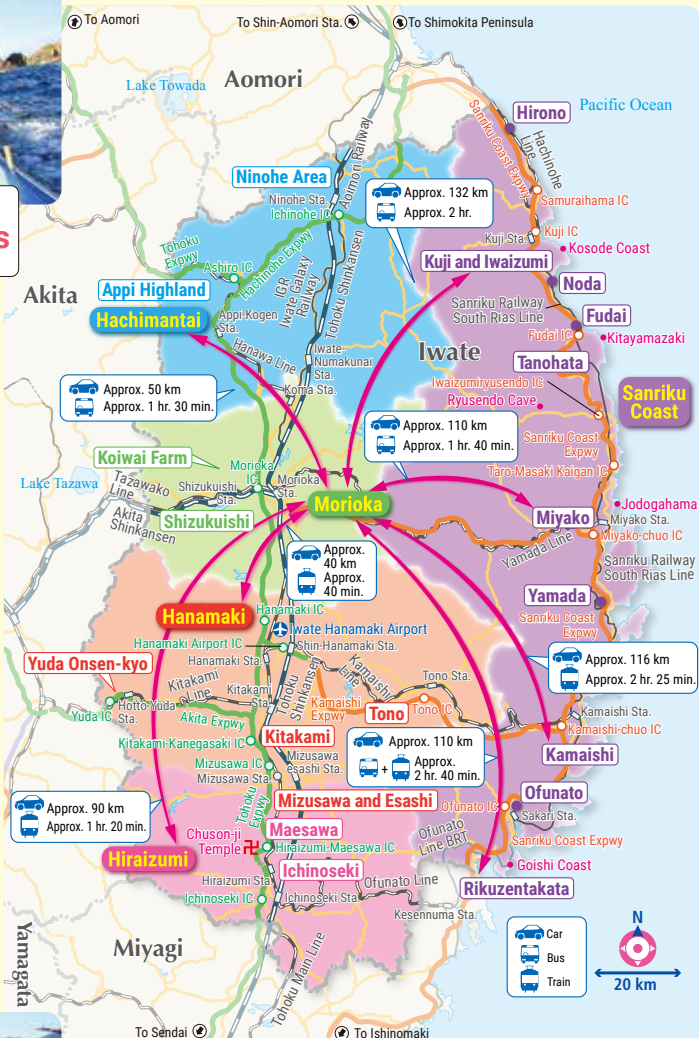 To Aomori
To Shin-Aomori Sta.
To Shimokita Peninsula
Lake Towada
Aomori
Pacific Ocean
Hirono
Hachinohe
Line
Sanriku Coast Expwy
Samuraihama IC
Ninohe Area
Aoimori Railway
Ninohe Sta.
Ichinohe IC
Approx. 132 km
Approx. 2 hr.
Kuji IC
Kuji Sta.
Kosode Coast
Tohoku
Expwy
Hachinohe Expwy
Ashiro IC
IGR
Iwate Galaxy
Railway
Tohoku Shinkansen
Kuji and Iwaizumi
Noda
Akita
Appi Highland
Hachimantai
Appi-Kogen
Sta.
Sanriku Railway
South Rias Line
Fudai
Fudai IC
Kitayamazaki
Hanawa Line
Iwate-
Numakunai
Sta.
Iwate
Tanohata
Iwaizumiryusendo IC
Ryusendo Cave
Sanriku
Coast
Koma Sta.
Approx. 50 km
Approx. 1 hr. 30 min.
Approx. 110 km
Approx. 1 hr. 40 min.
Sanriku Coast
Expwy
Taro-Masaki Kaigan IC
Koiwai Farm
Morioka
IC
Morioka
Sta.
Lake Tazawa
Tazawako
Line
Shizukuishi
Sta.
Akita
Shinkansen
Shizukuishi
Morioka
Miyako
Jodogahama
Miyako Sta.
Miyako-chuo IC
Yamada Line
Sanriku Railway
South Rias Line
Approx.
40 km
Approx.
40 min.
Yamada
Sanriku Coast
Expwy
Hanamaki
Hanamaki IC
Iwate Hanamaki Airport
Hanamaki Airport IC
Shin-Hanamaki Sta.
Hanamaki Sta.
Approx. 116 km
Approx. 2 hr. 25 min.
Yuda Onsen-kyo
Kitakami
Line
Kitakami
Sta.
Tohoku
Shinkansen
Kamaishi
Line
Kamaishi
Expwy
Tono Sta.
Tono
Tono IC
Hotto-Yuda
Sta.
Yuda IC
Akita Expwy
Kamaishi Sta.
Kamaishi-chuo IC
Kitakami
Kitakami-Kanegasaki IC
Approx. 110 km
Approx.
2 hr. 40 min.
Kamaishi
Mizusawa IC
Mizusawa
esashi Sta.
Mizusawa Sta.
Mizusawa and Esashi
Ofunato
Ofunato IC
Sakari Sta.
Approx. 90 km
Approx. 1 hr. 20 min.
Tohoku
Expwy
Maesawa
Chuson-ji
Temple
Hiraizumi-Maesawa IC
Ofunato
Line BRT
Sanriku Coast Expwy
Hiraizumi
Ichinoseki
Goishi Coast
Hiraizumi Sta.
Ofunato Line
Rikuzentakata
Ichinoseki IC
Ichinoseki Sta.
Kesennuma Sta.
Yamagata
Miyagi
Tohoku Main Line
Car
Bus
Train
N
20 km
To Sendai
To Ishinomaki